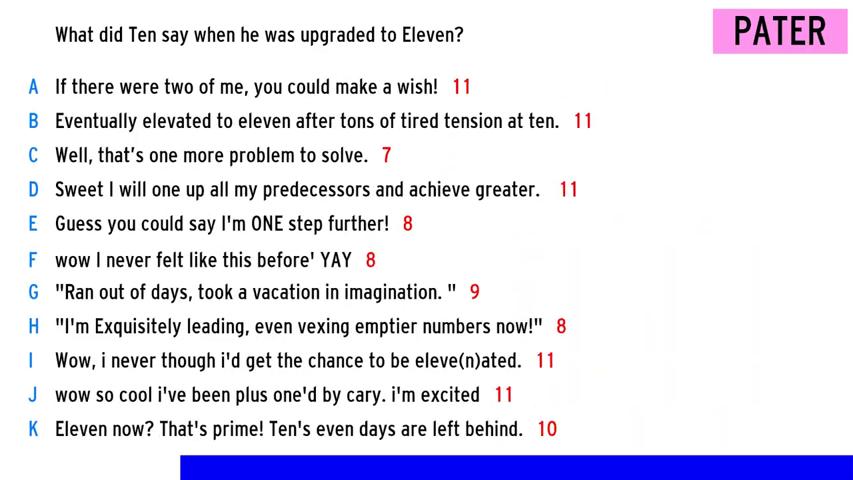 What did Ten say when he was upgraded to Eleven?
PATER
A If there were two of me, you could make a wish! 11
B Eventually elevated to eleven after tons of tired tension at ten. 11
C Well, that's one more problem to solve. 7
D Sweet I will one up all my predecessors and achieve greater. 11
E Guess you could say I'm ONE step further! 8
F wow I never felt like this before' YAY 8
G "Ran out of days, took a vacation in imagination. " 9
H "I'm Exquisitely leading, even vexing emptier numbers now!" 8
I Wow, i never though i'd get the chance to be eleve(n)ated. 11
J wow so cool i've been plus one'd by cary. i'm excited 11
K Eleven now? That's prime! Ten's even days are left behind. 10